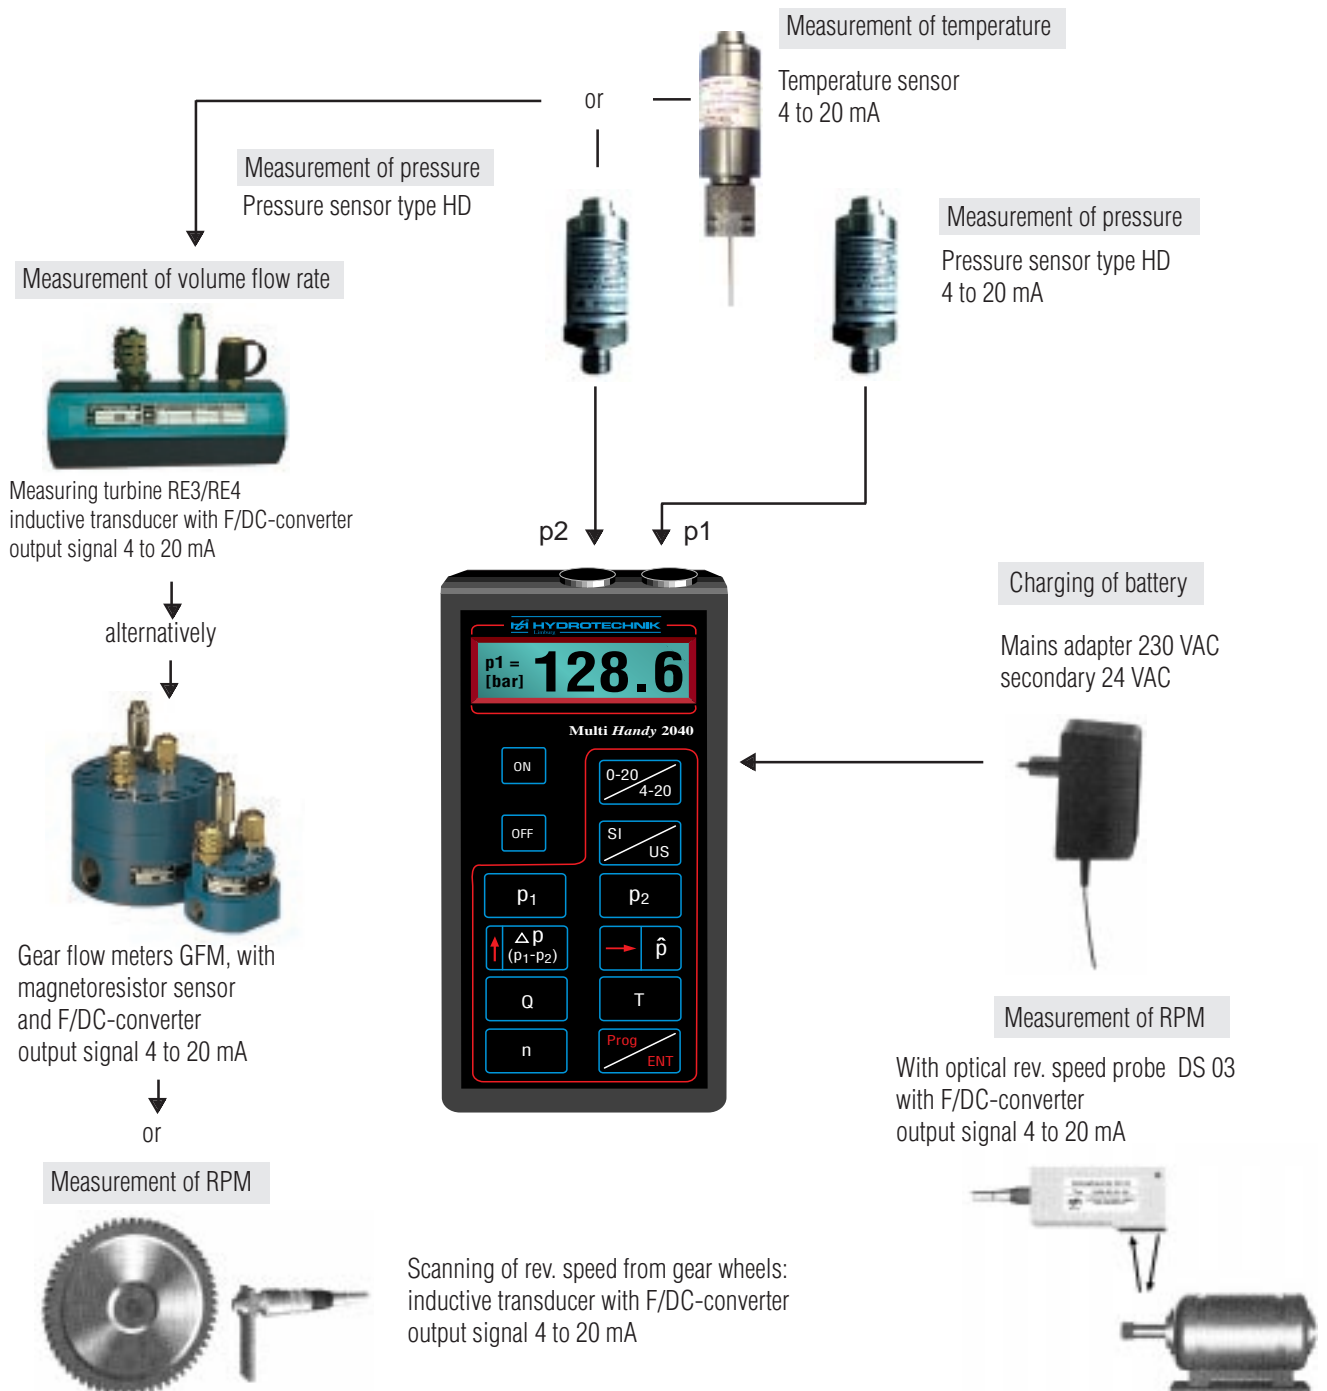 Measurement of temperature
Temperature sensor
4 to 20 mA
or
Measurement of pressure
Pressure sensor type HD
Measurement of pressure
Pressure sensor type HD
4 to 20 mA
Measurement of volume flow rate
Measuring turbine RE3/RE4
inductive transducer with F/DC-converter
output signal 4 to 20 mA
alternatively
Gear flow meters GFM, with
magnetoresistor sensor
and F/DC-converter
output signal 4 to 20 mA
or
Measurement of RPM
Scanning of rev. speed from gear wheels:
inductive transducer with F/DC-converter
output signal 4 to 20 mA
p2
p1
HYDROTECHNIK
Limburg
p1 =
[bar]
128.6
Multi Handy 2040
ON
0-20
4-20
OFF
SI
US
p1
p2
△p
(p1-p2)
p̂
Q
T
n
Prog
ENT
Charging of battery
Mains adapter 230 VAC
secondary 24 VAC
Measurement of RPM
With optical rev. speed probe DS 03
with F/DC-converter
output signal 4 to 20 mA